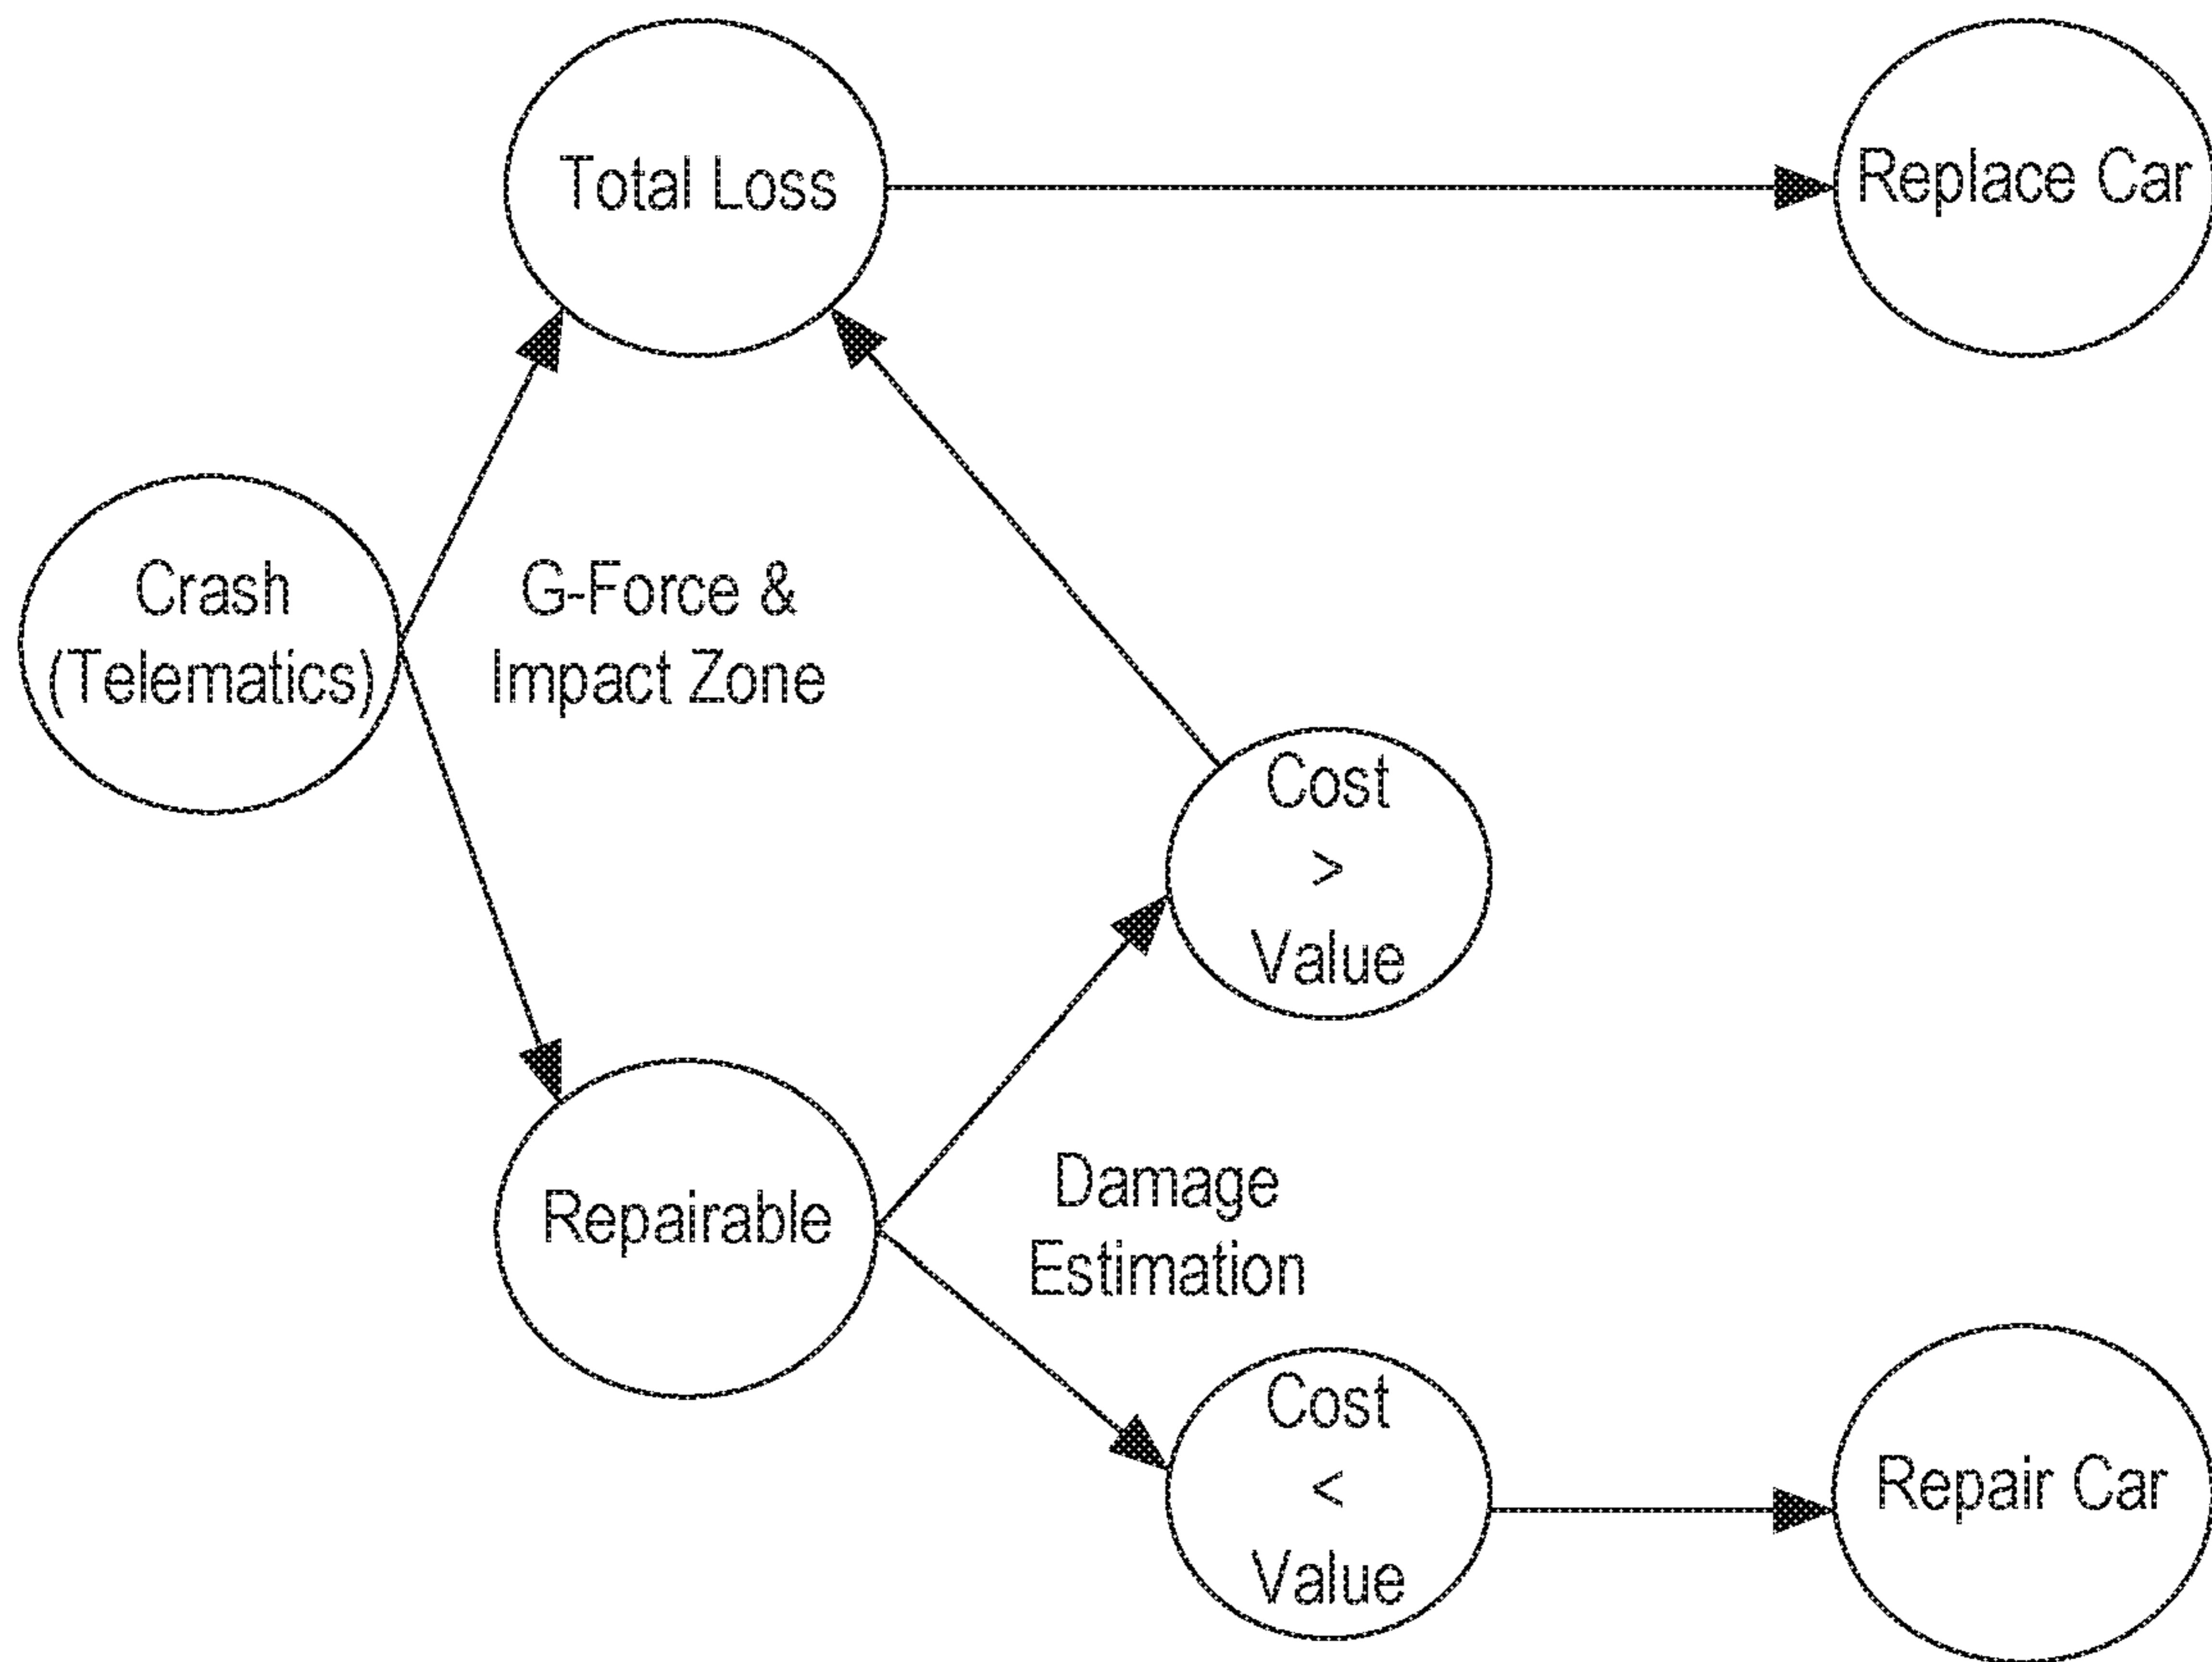 Total Loss
Replace Car
Crash
(Telematics)
G-Force &
Impact Zone
Cost
>
Value
Repairable
Damage
Estimation
Cost
<
Value
Repair Car